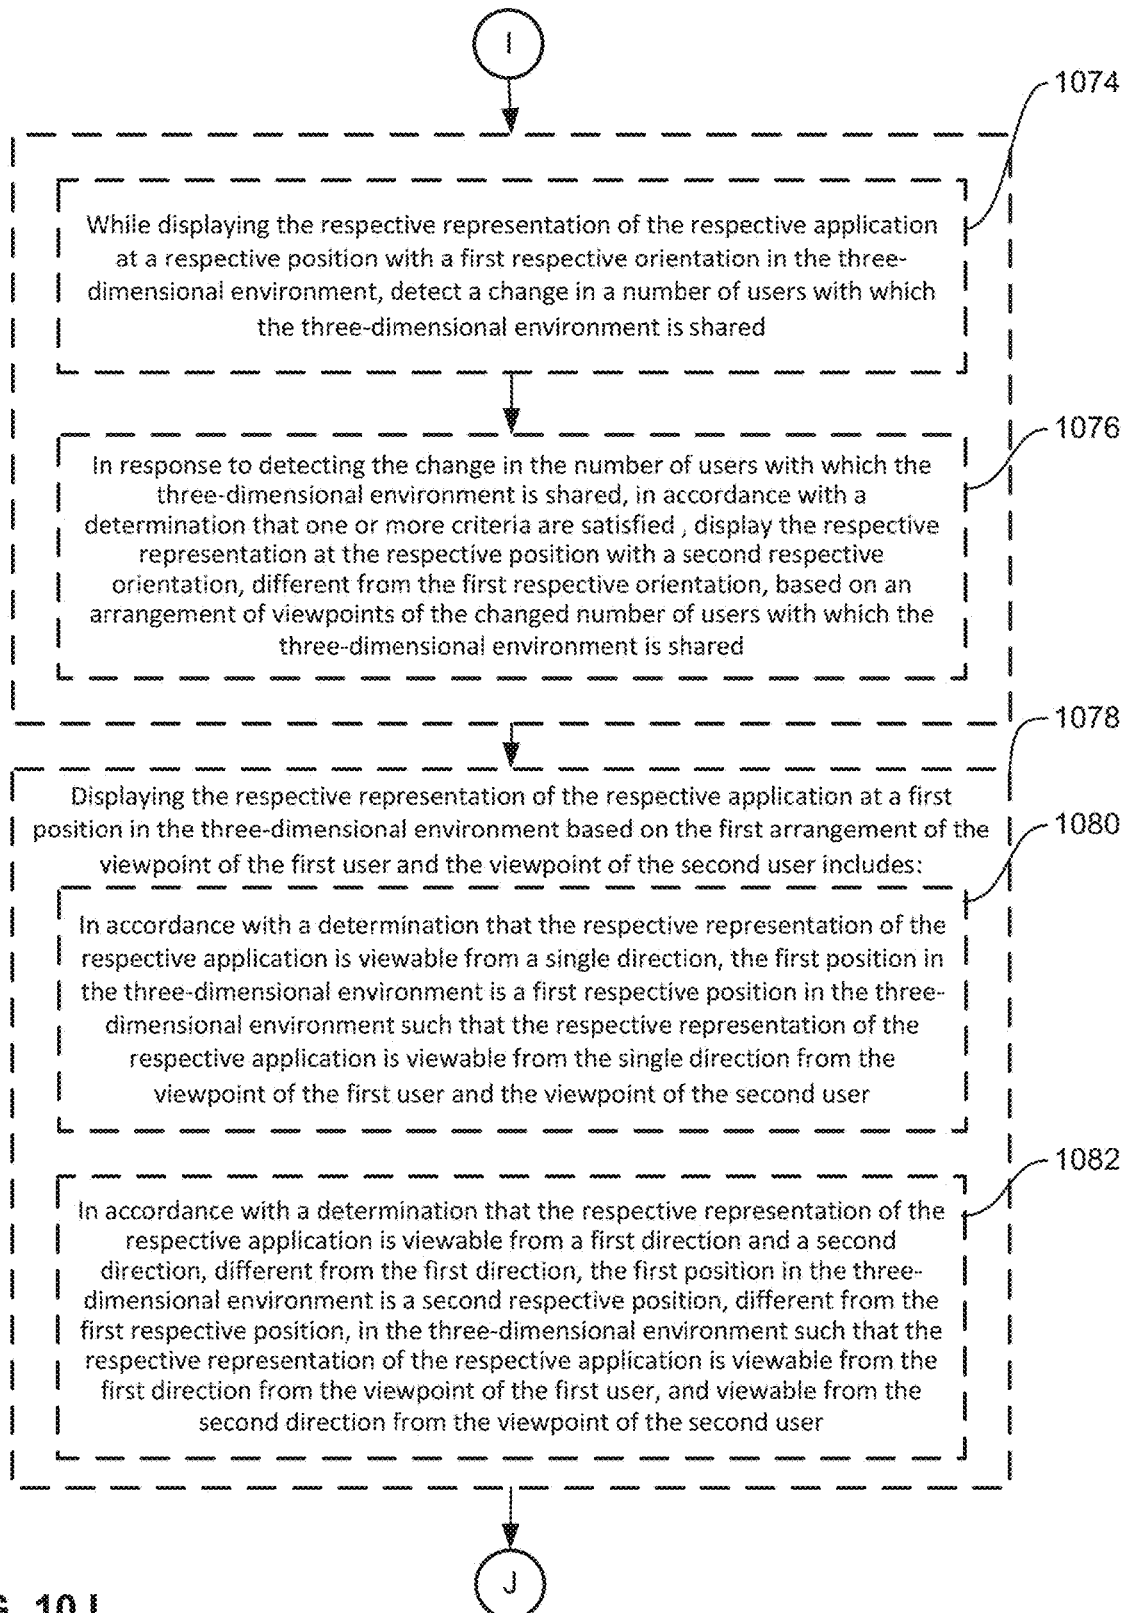 I
1074
While displaying the respective representation of the respective application
at a respective position with a first respective orientation in the three-
dimensional environment, detect a change in a number of users with which
the three-dimensional environment is shared
1076
In response to detecting the change in the number of users with which the
three-dimensional environment is shared, in accordance with a
determination that one or more criteria are satisfied , display the respective
representation at the respective position with a second respective
orientation, different from the first respective orientation, based on an
arrangement of viewpoints of the changed number of users with which the
three-dimensional environment is shared
1078
Displaying the respective representation of the respective application at a first
position in the three-dimensional environment based on the first arrangement of the
viewpoint of the first user and the viewpoint of the second user includes:
1080
In accordance with a determination that the respective representation of the
respective application is viewable from a single direction, the first position in
the three-dimensional environment is a first respective position in the three-
dimensional environment such that the respective representation of the
respective application is viewable from the single direction from the
viewpoint of the first user and the viewpoint of the second user
1082
In accordance with a determination that the respective representation of the
respective application is viewable from a first direction and a second
direction, different from the first direction, the first position in the three-
dimensional environment is a second respective position, different from the
first respective position, in the three-dimensional environment such that the
respective representation of the respective application is viewable from the
first direction from the viewpoint of the first user, and viewable from the
second direction from the viewpoint of the second user
J